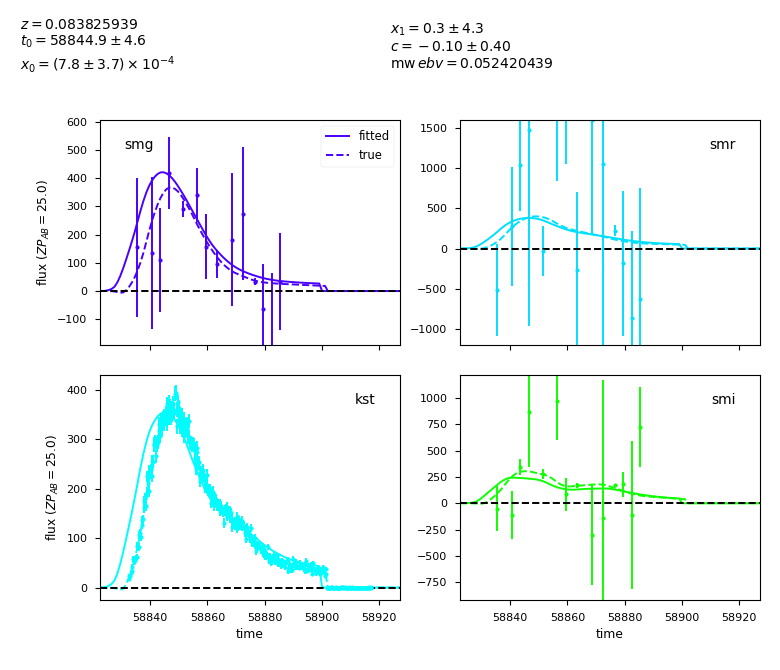 z = 0.083825939
t₀ = 58844.9 ± 4.6
x₀ = (7.8 ± 3.7) × 10⁻⁴
x₁ = 0.3 ± 4.3
c = −0.10 ± 0.40
mw ebv = 0.052420439
600
500
400
300
200
100
0
−100
flux (ZP_AB = 25.0)
smg
fitted
true
1500
1000
500
0
−500
−1000
smr
400
300
200
100
0
flux (ZP_AB = 25.0)
kst
58840 58860 58880 58900 58920
time
1000
750
500
250
0
−250
−500
−750
smi
58840 58860 58880 58900 58920
time